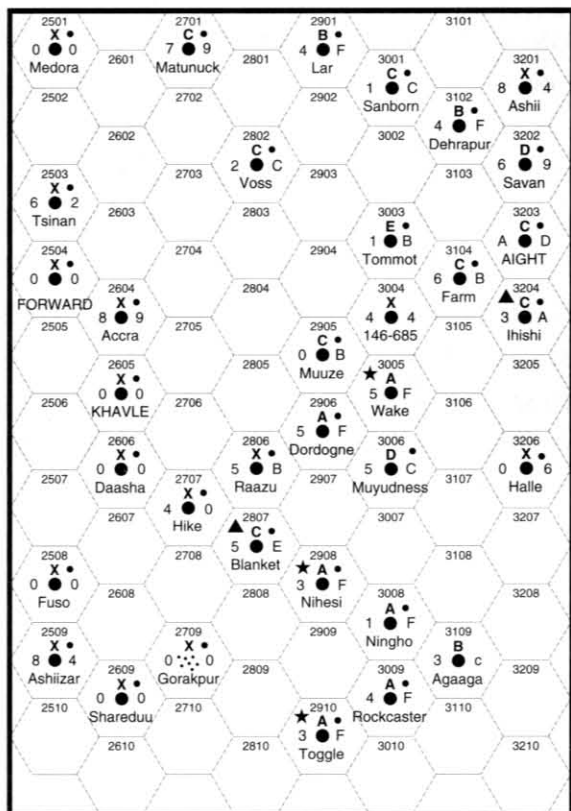 2501 2701 2901 3101
X C B
0 0 2601 7 9 2801 4 F 3001 3201
Medora Matunuck Lar C X
2502 2702 2902 1 C 3102 8 4
Sanborn B Ashii
2602 2802 3002 4 F 3202
C Dehrapur D
2503 2703 2 C 2903 3103 6 9
X Voss Savan
6 2 2603 2803 3003 3203
Tsinan E C
2504 2704 2904 1 B 3104 A D
X Tommot C AIGHT
0 0 2604 2804 3004 6 B 3204
FORWARD X X Farm C
2505 8 9 2705 2905 4 4 3105 3 A
Accra C 146-685 Ihishi
2605 2805 0 B 3005
X Muuze A
2506 0 0 2706 2906 5 F 3106
KHAVLE A Wake
2606 2806 5 F 3006 3206
X X Dordogne D X
2507 0 0 2707 5 B 2907 5 C 3107 0 6
Daasha X Raazu Muyudness Halle
2607 4 0 2807 3007 3207
Hike C
2508 2708 5 E 2908 3108
X Blanket A
0 0 2608 2808 3 F 3008 3208
Fuso Nihesi A
2509 2709 2909 1 F 3109
X X Ningho B
8 4 2609 0 0 2809 3009 3 c 3209
Ashiizar X Gorakpur A Agaaga
2510 0 0 2710 2910 4 F 3110
Shareduu A Rockcaster
2610 2810 3 F 3010 3210
Toggle